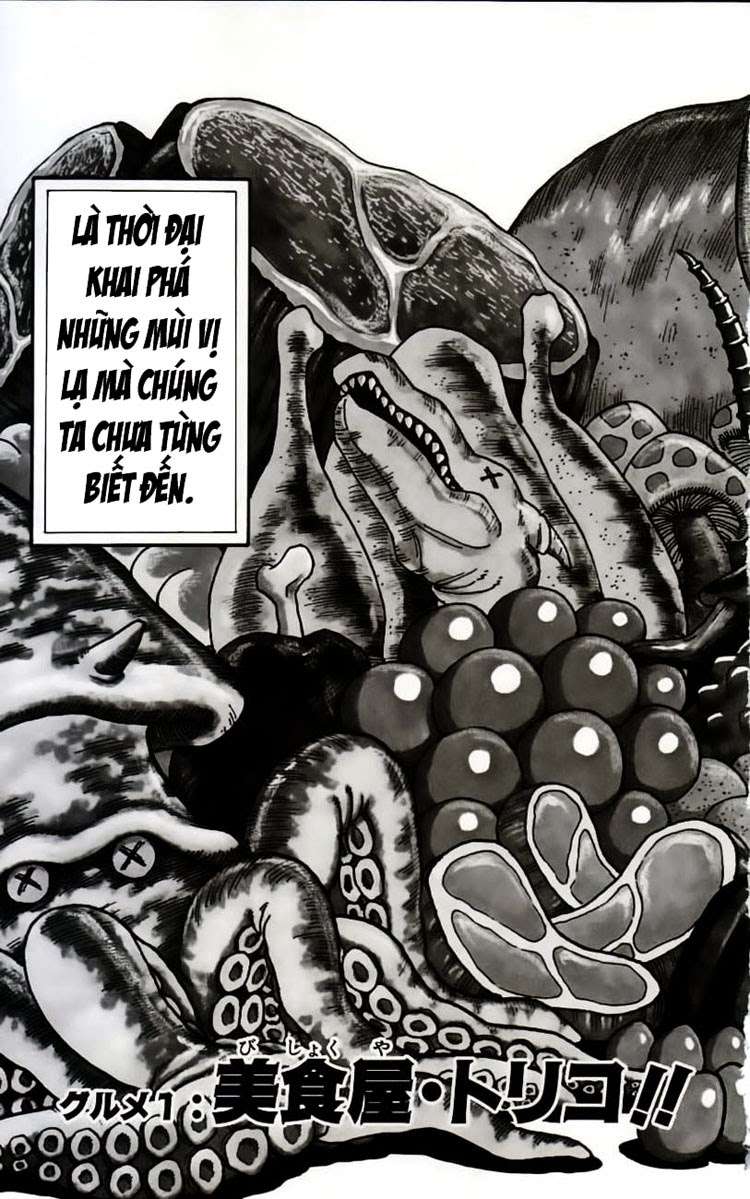 LÀ THỜI ĐẠI
KHAI PHÁ
NHỮNG MÙI VỊ
LẠ MÀ CHÚNG
TA CHƯA TỪNG
BIẾT ĐẾN.
びしょくや
グルメ1：美食屋・トリコ!!